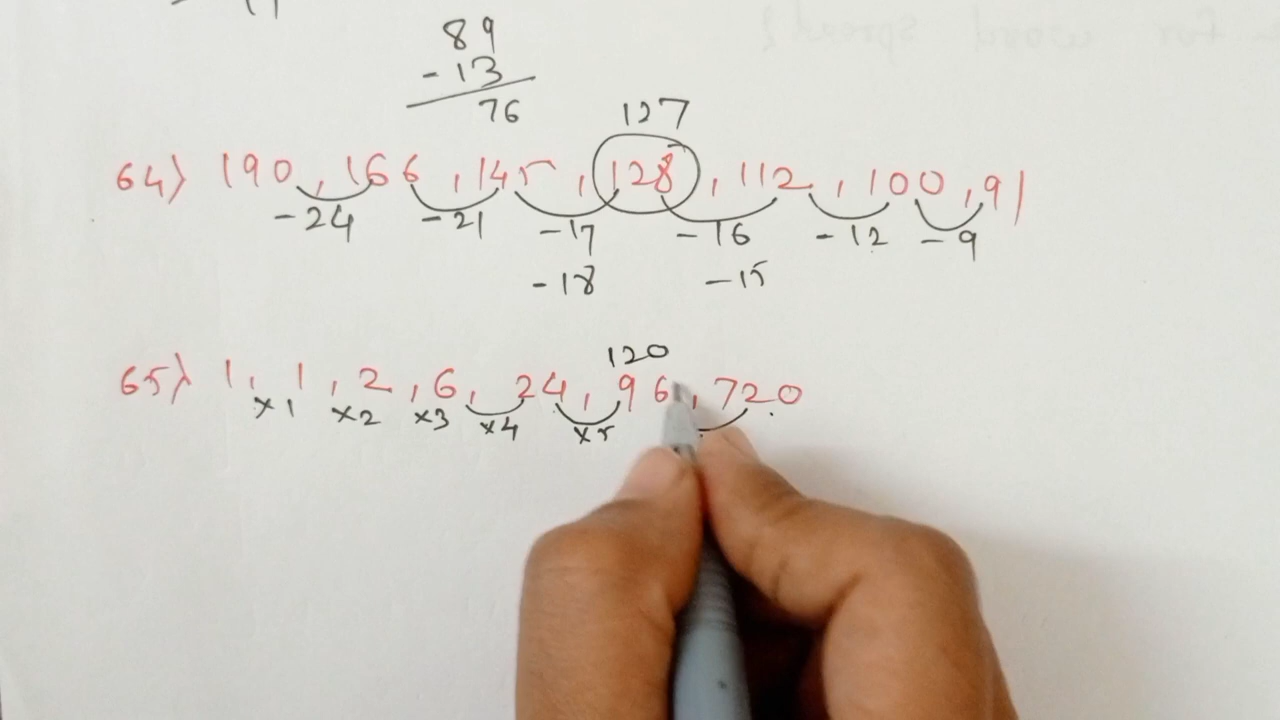 89
- 13
76
127
64) 190, 166, 145, 128, 112, 100, 91
-24 -21 -17 -16 -12 -9
-18 -15
120
65) 1, 1, 2, 6, 24, 96, 720
x1 x2 x3 x4 x5